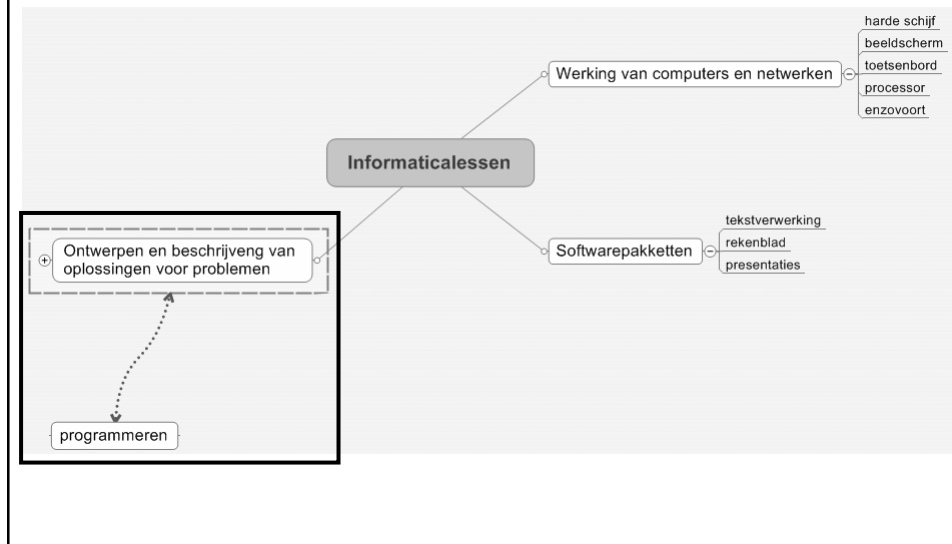 harde schijf
beeldscherm
Werking van computers en netwerken
toetsenbord
processor
enzovoort
Informaticalessen
Ontwerpen en beschrijveng van
oplossingen voor problemen
tekstverwerking
Softwarepakketten
rekenblad
presentaties
programmeren